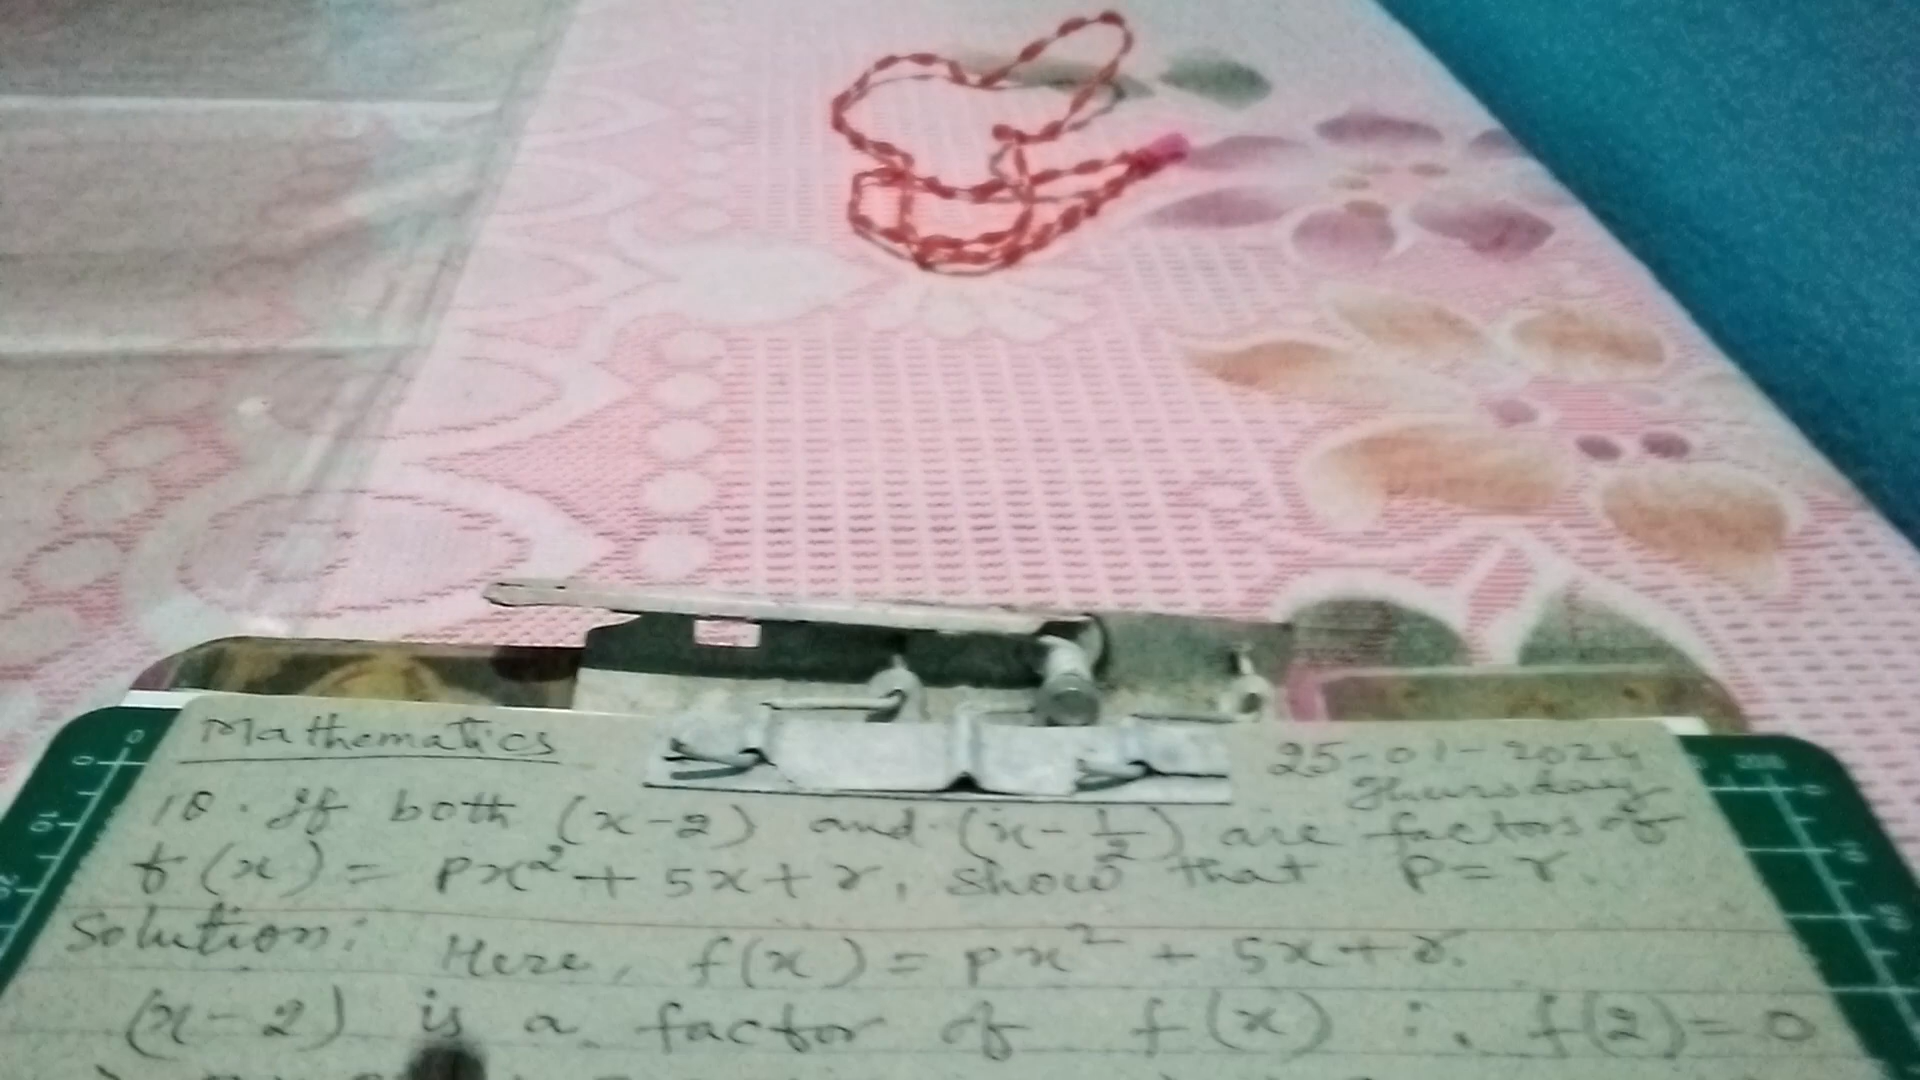 Mathematics
25-01-2024
Thursday
18. If both (x-2) and (x-1/2) are factors of
f(x) = px² + 5x + r, show that p = r.
Solution: Here, f(x) = px² + 5x + r.
(x-2) is a factor of f(x) ∴ f(2) = 0